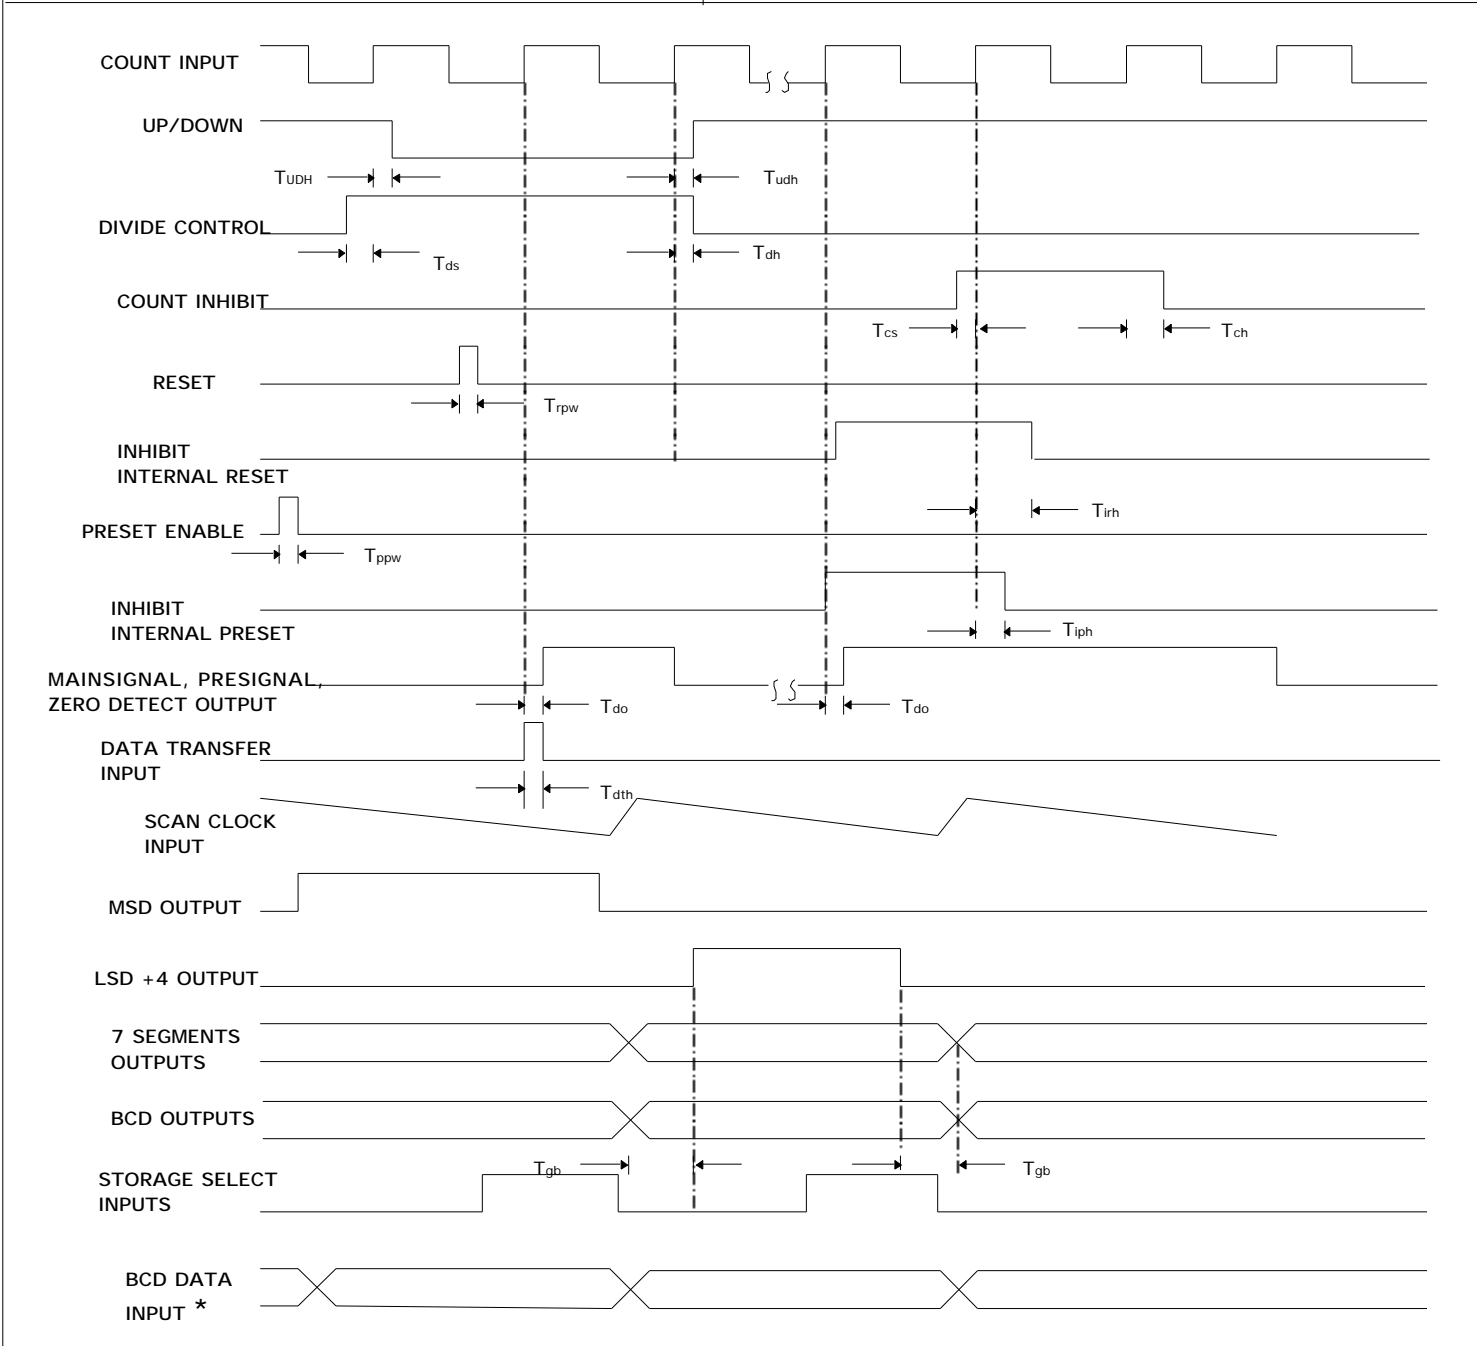 COUNT INPUT
UP/DOWN
TUDH
Tudh
DIVIDE CONTROL
Tds
Tdh
COUNT INHIBIT
Tcs
Tch
RESET
Trpw
INHIBIT
INTERNAL RESET
Tirh
PRESET ENABLE
Tppw
INHIBIT
INTERNAL PRESET
Tiph
MAINSIGNAL, PRESIGNAL,
ZERO DETECT OUTPUT
Tdo
Tdo
DATA TRANSFER
INPUT
Tdth
SCAN CLOCK
INPUT
MSD OUTPUT
LSD +4 OUTPUT
7 SEGMENTS
OUTPUTS
BCD OUTPUTS
Tgb
Tgb
STORAGE SELECT
INPUTS
BCD DATA
INPUT *